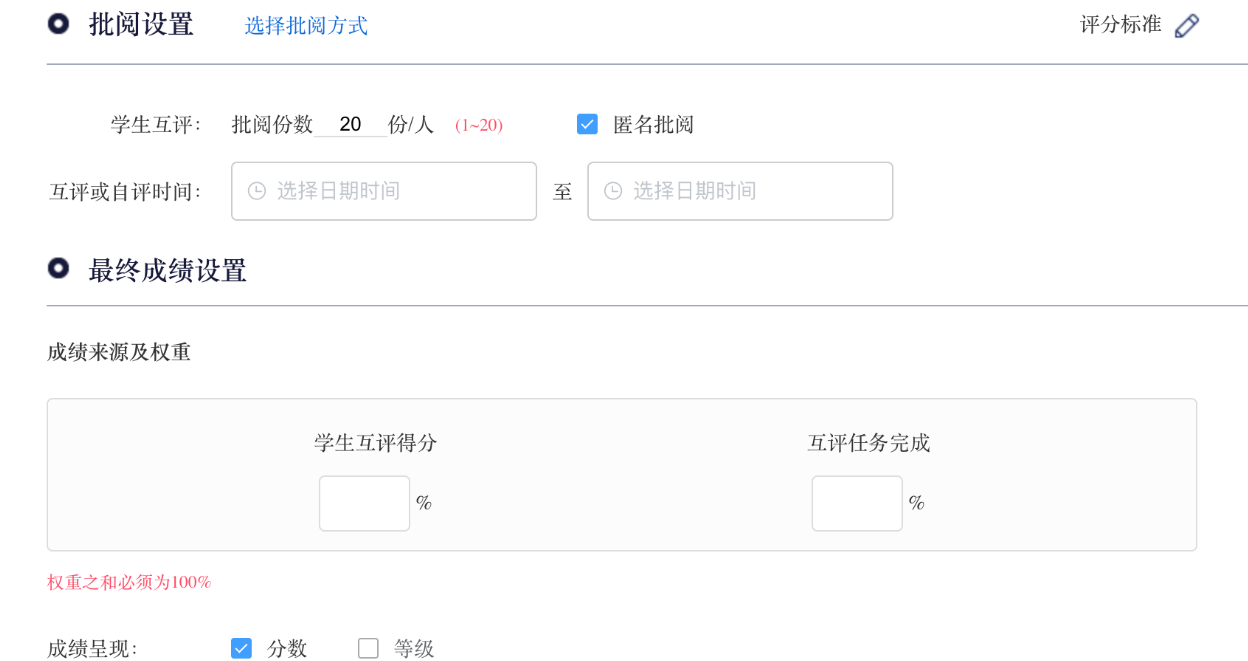 批阅设置 选择批阅方式 评分标准
学生互评: 批阅份数 20 份/人 (1~20) 匿名批阅
互评或自评时间: 选择日期时间 至 选择日期时间
最终成绩设置
成绩来源及权重
学生互评得分 互评任务完成
% %
权重之和必须为100%
成绩呈现: 分数 等级